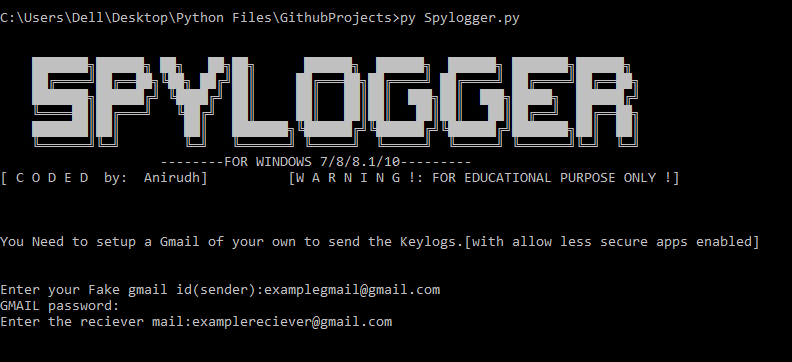 C:\Users\Dell\Desktop\Python Files\GithubProjects>py Spylogger.py
SPYLOGGER
--------FOR WINDOWS 7/8/8.1/10---------
[ C O D E D  by:  Anirudh]          [W A R N I N G !: FOR EDUCATIONAL PURPOSE ONLY !]
You Need to setup a Gmail of your own to send the Keylogs.[with allow less secure apps enabled]
Enter your Fake gmail id(sender):examplegmail@gmail.com
GMAIL password:
Enter the reciever mail:examplereciever@gmail.com